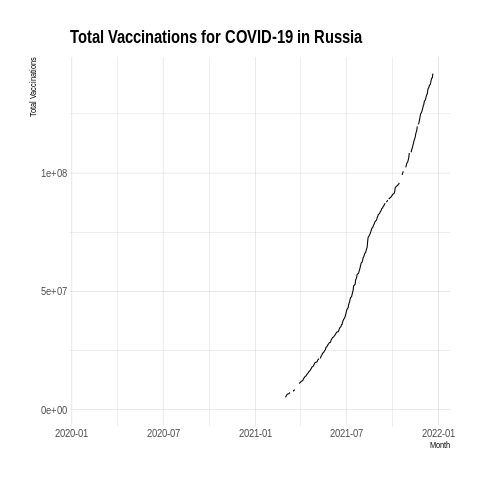 Total Vaccinations for COVID-19 in Russia
Total Vaccinations
1e+08
5e+07
0e+00
2020-01 2020-07 2021-01 2021-07 2022-01
Month